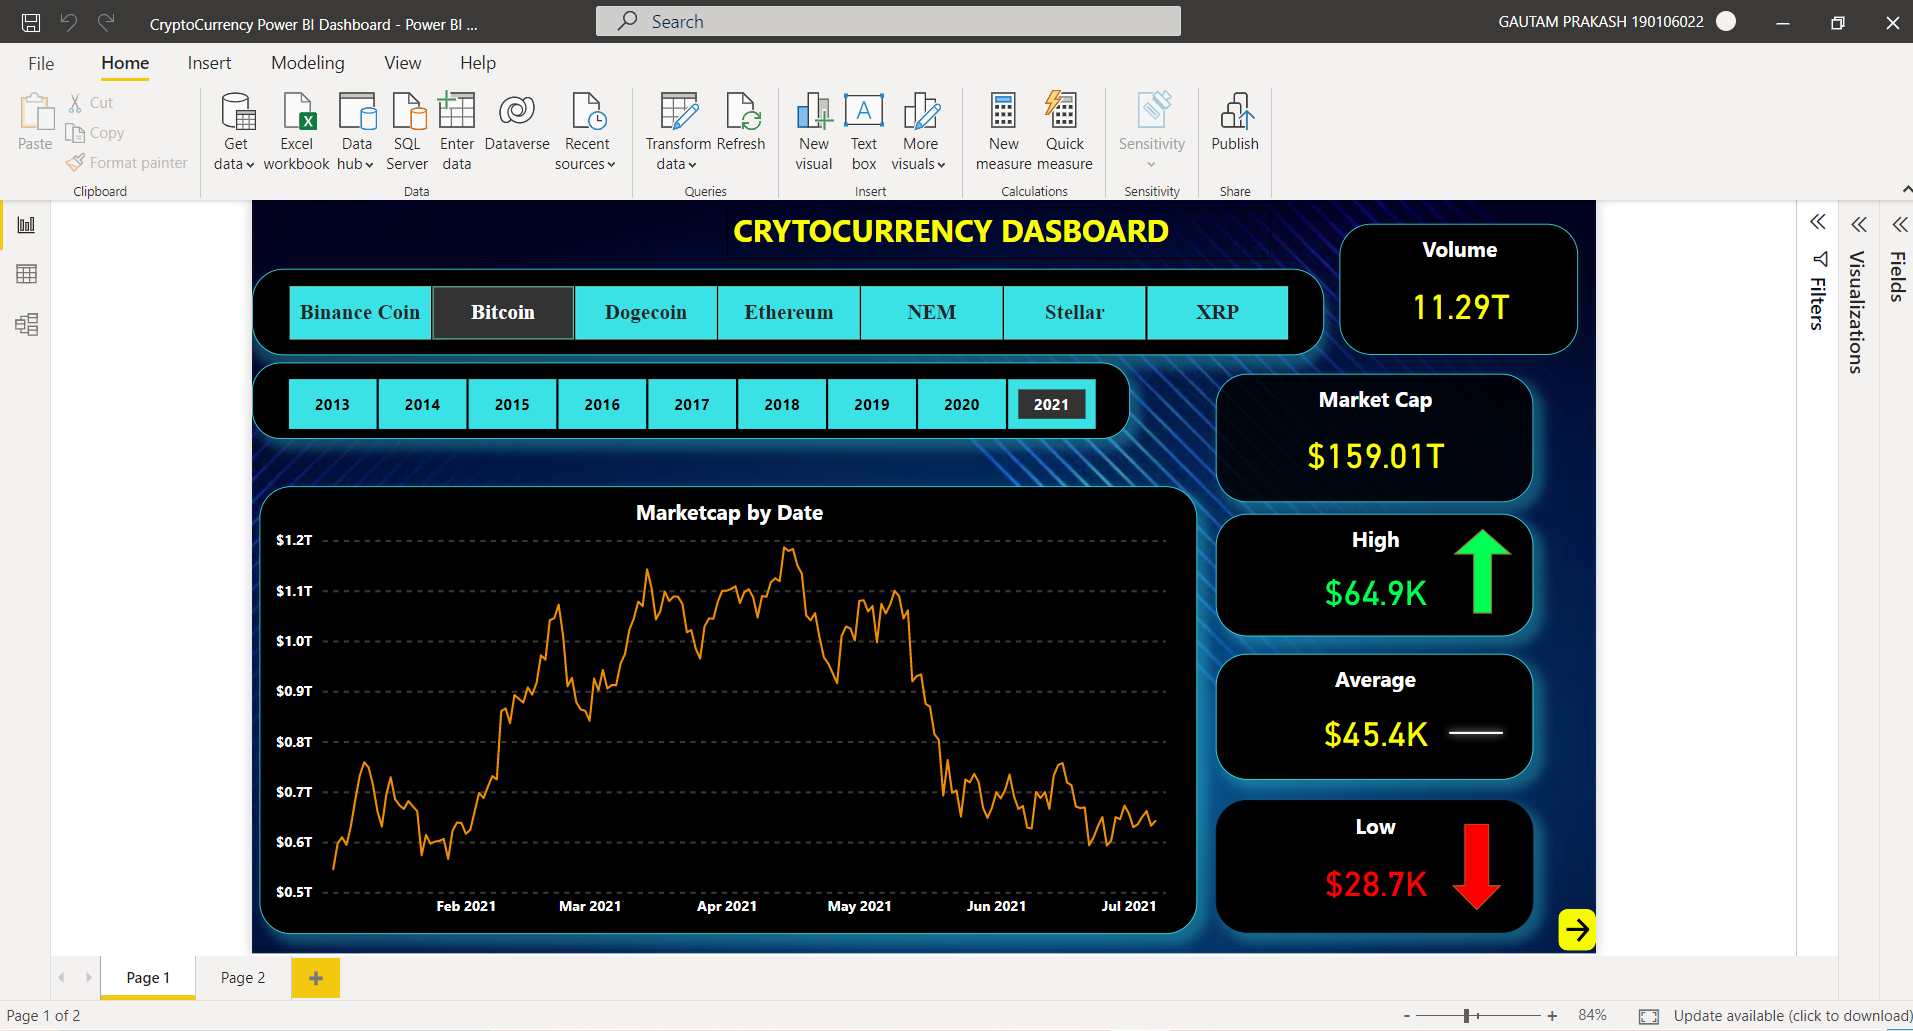 CryptoCurrency Power BI Dashboard - Power BI ...
Search
GAUTAM PRAKASH 190106022
File Home Insert Modeling View Help
Paste
Cut
Copy
Format painter
Clipboard
Get data
Excel workbook
Data hub
SQL Server
Enter data
Dataverse
Recent sources
Data
Transform data
Refresh
Queries
New visual
Text box
More visuals
Insert
New measure
Quick measure
Calculations
Sensitivity
Sensitivity
Publish
Share
CRYTOCURRENCY DASBOARD
Binance Coin Bitcoin Dogecoin Ethereum NEM Stellar XRP
2013 2014 2015 2016 2017 2018 2019 2020 2021
Volume
11.29T
Market Cap
$159.01T
High
$64.9K
Average
$45.4K
Low
$28.7K
Marketcap by Date
$1.2T
$1.1T
$1.0T
$0.9T
$0.8T
$0.7T
$0.6T
$0.5T
Feb 2021 Mar 2021 Apr 2021 May 2021 Jun 2021 Jul 2021
Filters
Visualizations
Fields
Page 1 Page 2 +
Page 1 of 2
- + 84%
Update available (click to download)